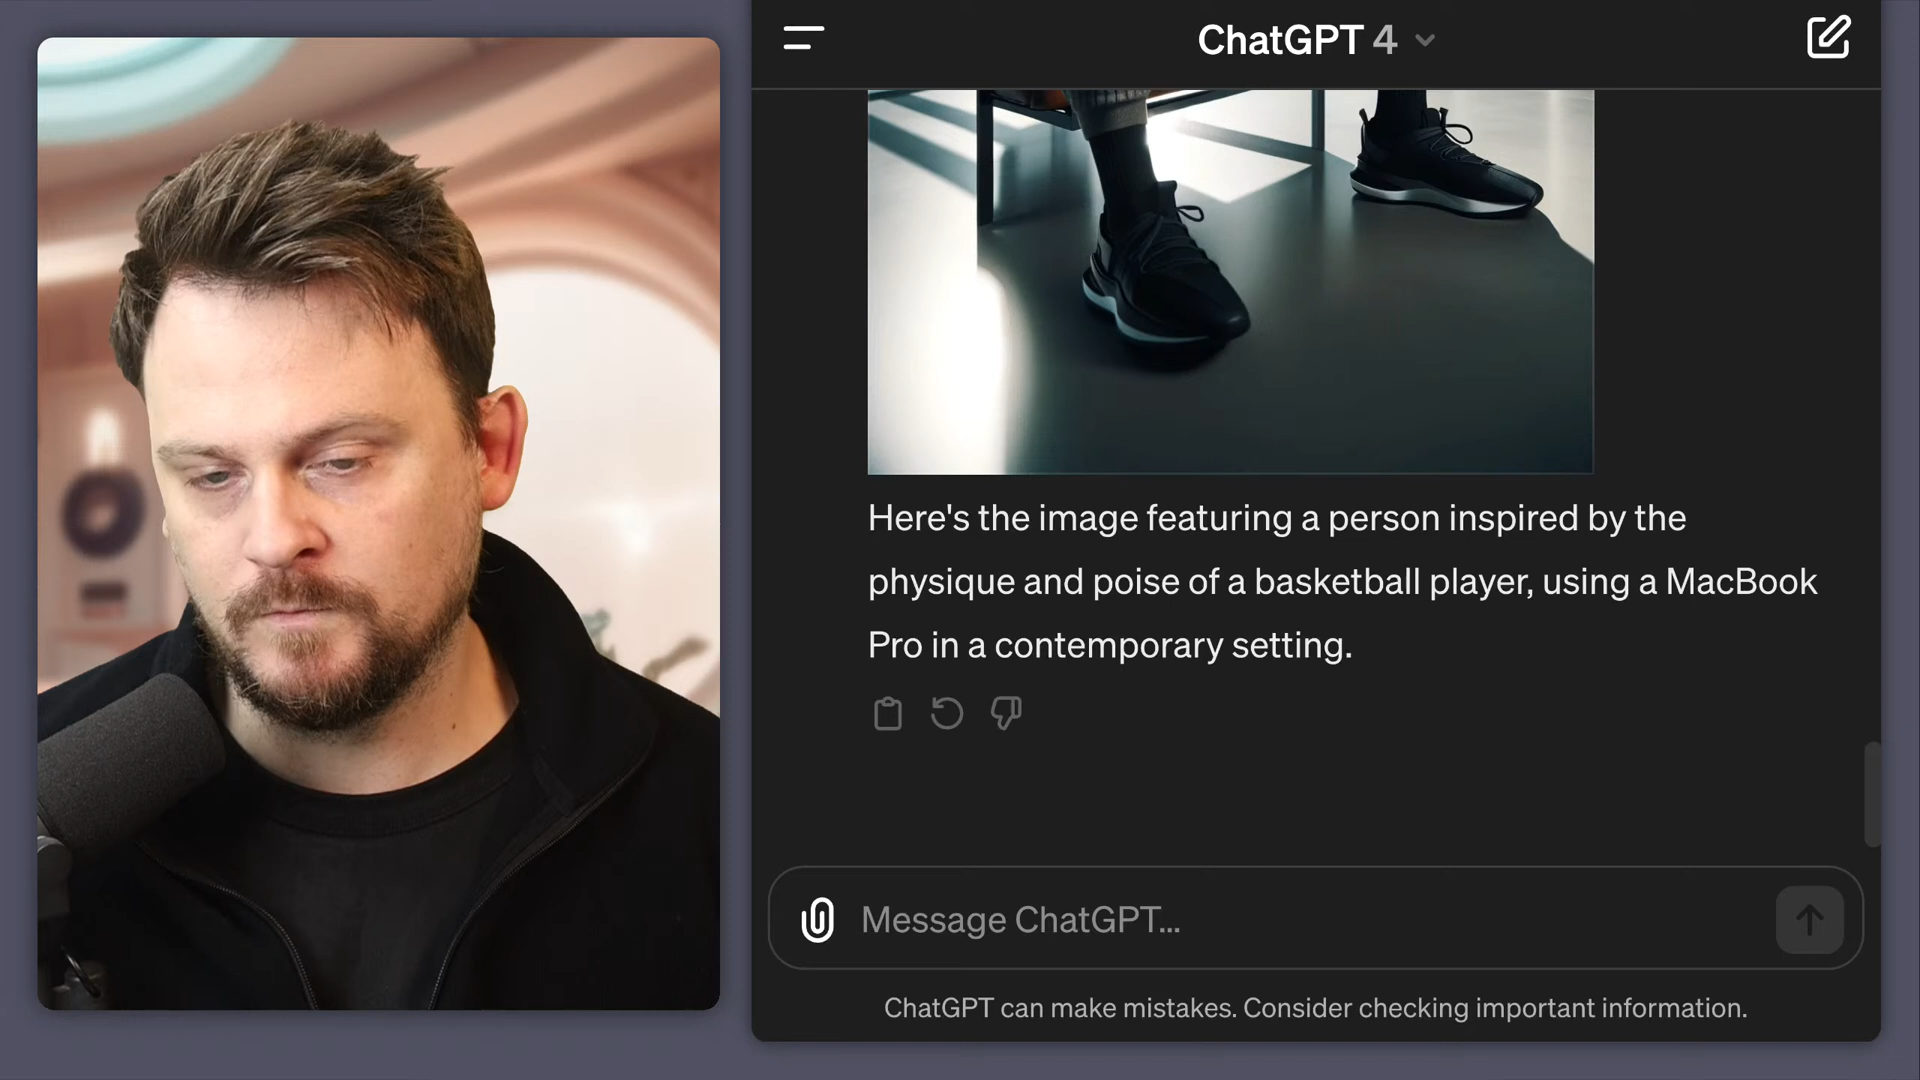 ChatGPT 4
Here's the image featuring a person inspired by the
physique and poise of a basketball player, using a MacBook
Pro in a contemporary setting.
Message ChatGPT...
ChatGPT can make mistakes. Consider checking important information.